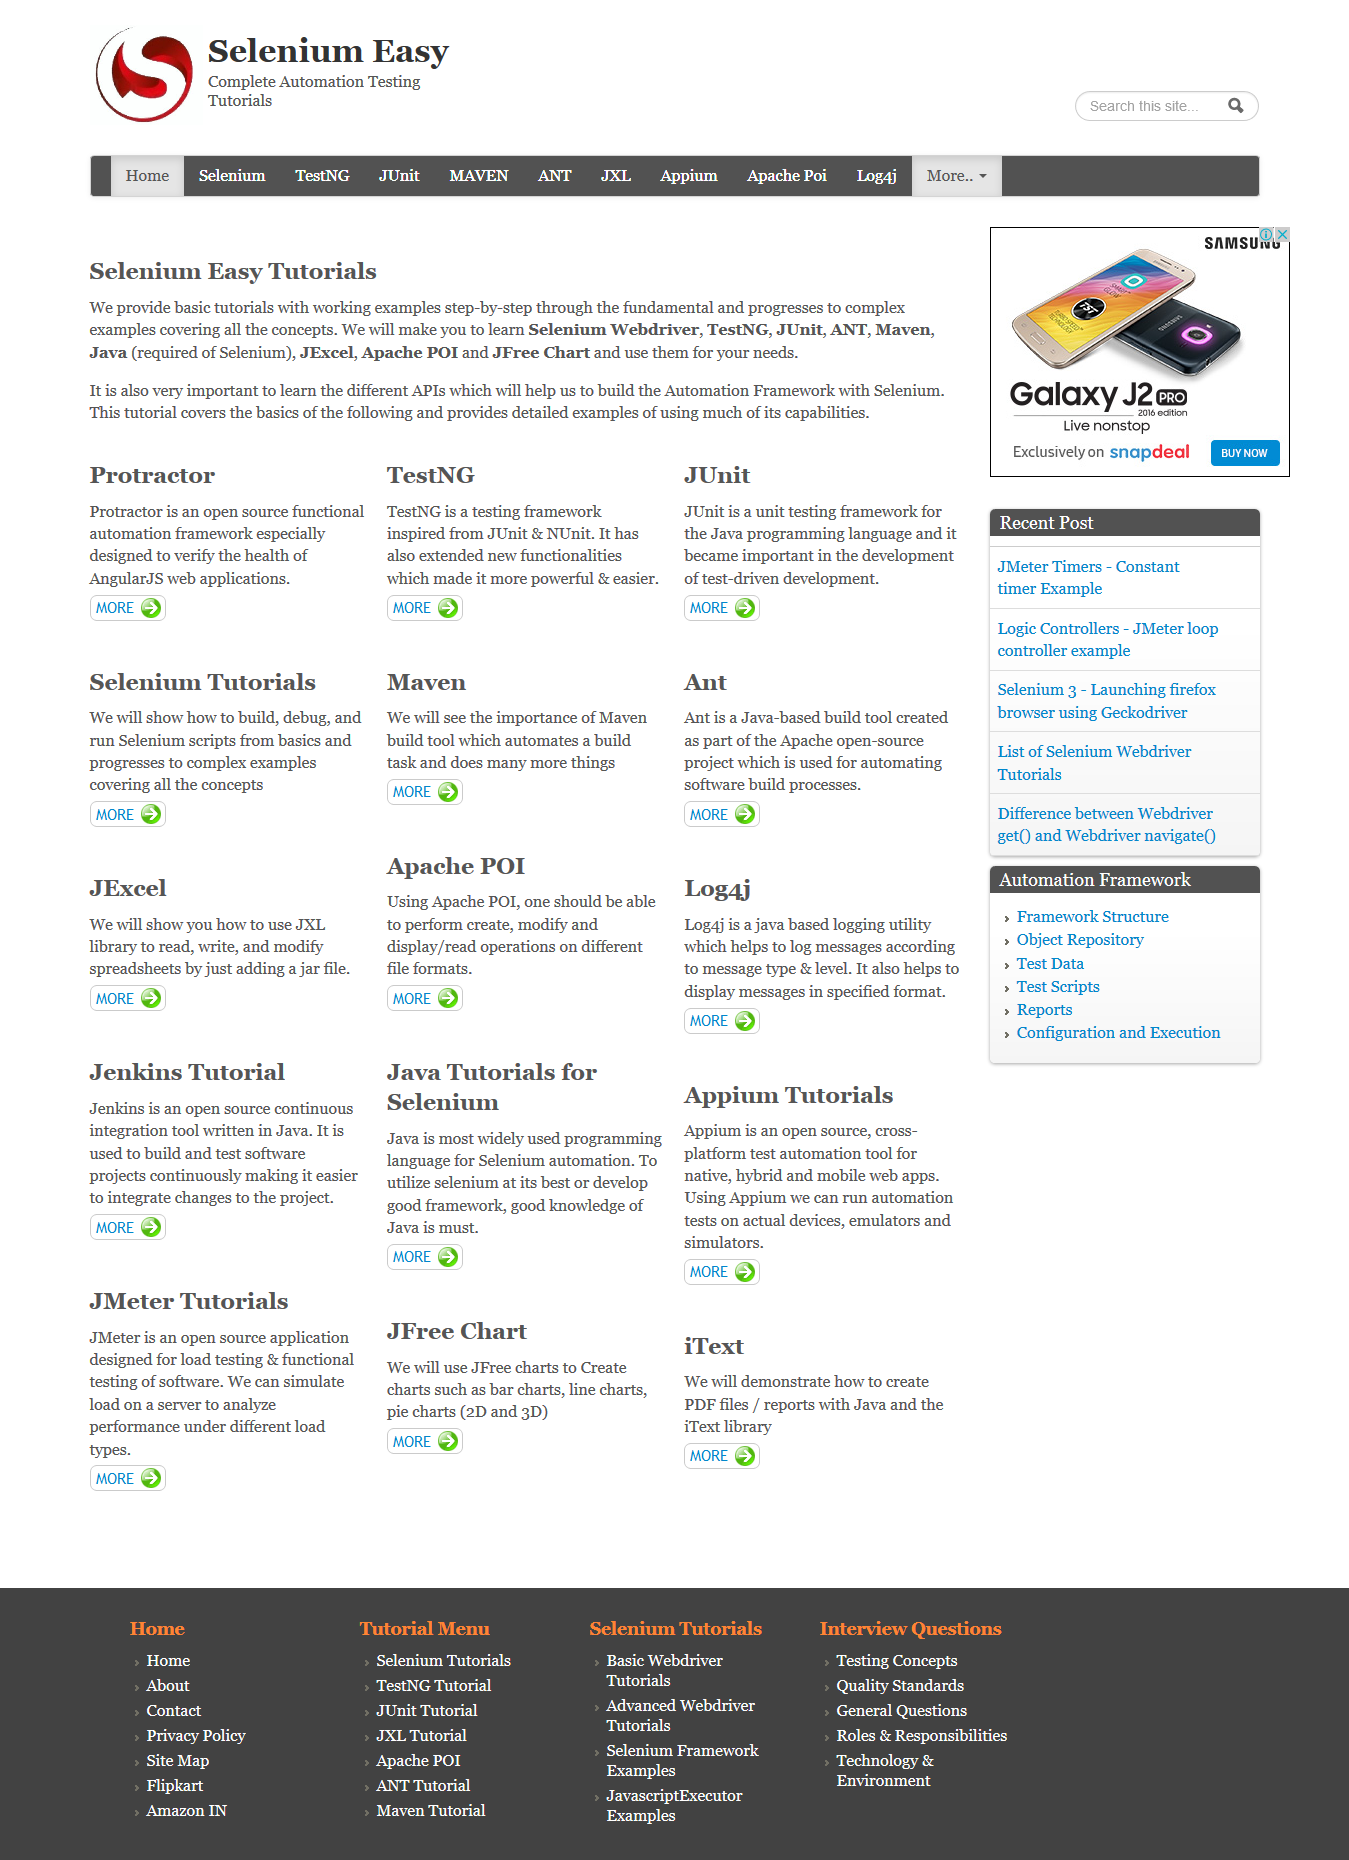 Selenium Easy
Complete Automation Testing
Tutorials
Search this site...
Home Selenium TestNG JUnit MAVEN ANT JXL Appium Apache Poi Log4j More..
Selenium Easy Tutorials
We provide basic tutorials with working examples step-by-step through the fundamental and progresses to complex
examples covering all the concepts. We will make you to learn Selenium Webdriver, TestNG, JUnit, ANT, Maven,
Java (required of Selenium), JExcel, Apache POI and JFree Chart and use them for your needs.
It is also very important to learn the different APIs which will help us to build the Automation Framework with Selenium.
This tutorial covers the basics of the following and provides detailed examples of using much of its capabilities.
Protractor
Protractor is an open source functional
automation framework especially
designed to verify the health of
AngularJS web applications.
MORE
TestNG
TestNG is a testing framework
inspired from JUnit & NUnit. It has
also extended new functionalities
which made it more powerful & easier.
MORE
JUnit
JUnit is a unit testing framework for
the Java programming language and it
became important in the development
of test-driven development.
MORE
Selenium Tutorials
We will show how to build, debug, and
run Selenium scripts from basics and
progresses to complex examples
covering all the concepts
MORE
Maven
We will see the importance of Maven
build tool which automates a build
task and does many more things
MORE
Ant
Ant is a Java-based build tool created
as part of the Apache open-source
project which is used for automating
software build processes.
MORE
JExcel
We will show you how to use JXL
library to read, write, and modify
spreadsheets by just adding a jar file.
MORE
Apache POI
Using Apache POI, one should be able
to perform create, modify and
display/read operations on different
file formats.
MORE
Log4j
Log4j is a java based logging utility
which helps to log messages according
to message type & level. It also helps to
display messages in specified format.
MORE
Jenkins Tutorial
Jenkins is an open source continuous
integration tool written in Java. It is
used to build and test software
projects continuously making it easier
to integrate changes to the project.
MORE
Java Tutorials for
Selenium
Java is most widely used programming
language for Selenium automation. To
utilize selenium at its best or develop
good framework, good knowledge of
Java is must.
MORE
Appium Tutorials
Appium is an open source, cross-
platform test automation tool for
native, hybrid and mobile web apps.
Using Appium we can run automation
tests on actual devices, emulators and
simulators.
MORE
JMeter Tutorials
JMeter is an open source application
designed for load testing & functional
testing of software. We can simulate
load on a server to analyze
performance under different load
types.
MORE
JFree Chart
We will use JFree charts to Create
charts such as bar charts, line charts,
pie charts (2D and 3D)
MORE
iText
We will demonstrate how to create
PDF files / reports with Java and the
iText library
MORE
SAMSUNG
TST
SAMSUNG
Galaxy J2 PRO
2016 edition
Live nonstop
Exclusively on snapdeal
BUY NOW
Recent Post
JMeter Timers - Constant
timer Example
Logic Controllers - JMeter loop
controller example
Selenium 3 - Launching firefox
browser using Geckodriver
List of Selenium Webdriver
Tutorials
Difference between Webdriver
get() and Webdriver navigate()
Automation Framework
Framework Structure
Object Repository
Test Data
Test Scripts
Reports
Configuration and Execution
Home
Home
About
Contact
Privacy Policy
Site Map
Flipkart
Amazon IN
Tutorial Menu
Selenium Tutorials
TestNG Tutorial
JUnit Tutorial
JXL Tutorial
Apache POI
ANT Tutorial
Maven Tutorial
Selenium Tutorials
Basic Webdriver
Tutorials
Advanced Webdriver
Tutorials
Selenium Framework
Examples
JavascriptExecutor
Examples
Interview Questions
Testing Concepts
Quality Standards
General Questions
Roles & Responsibilities
Technology &
Environment